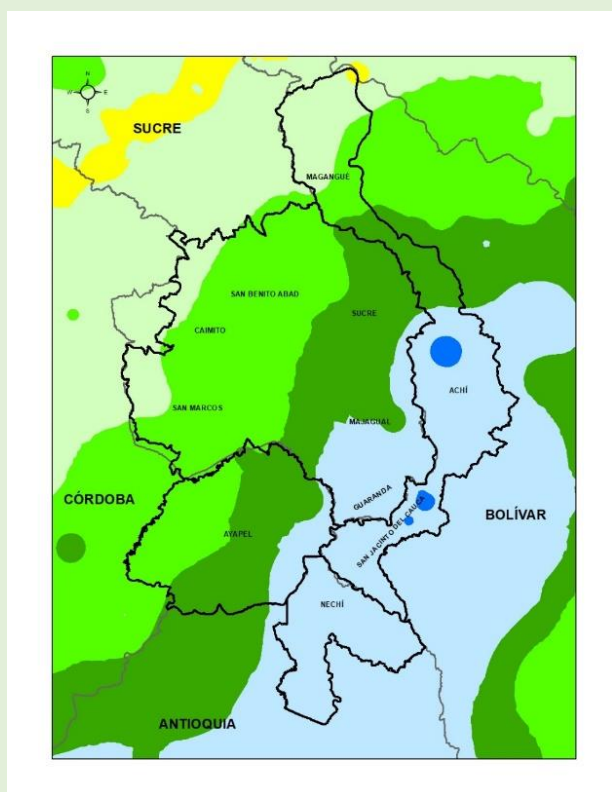 N
W E
S
SUCRE
MAGANGUÉ
SAN BENITO ABAD
SUCRE
CAIMITO
ACHÍ
SAN MARCOS
MAJAGUAL
CÓRDOBA
GUARANDA
BOLÍVAR
SAN JACINTO DEL CAUCA
AYAPEL
NECHÍ
ANTIOQUIA